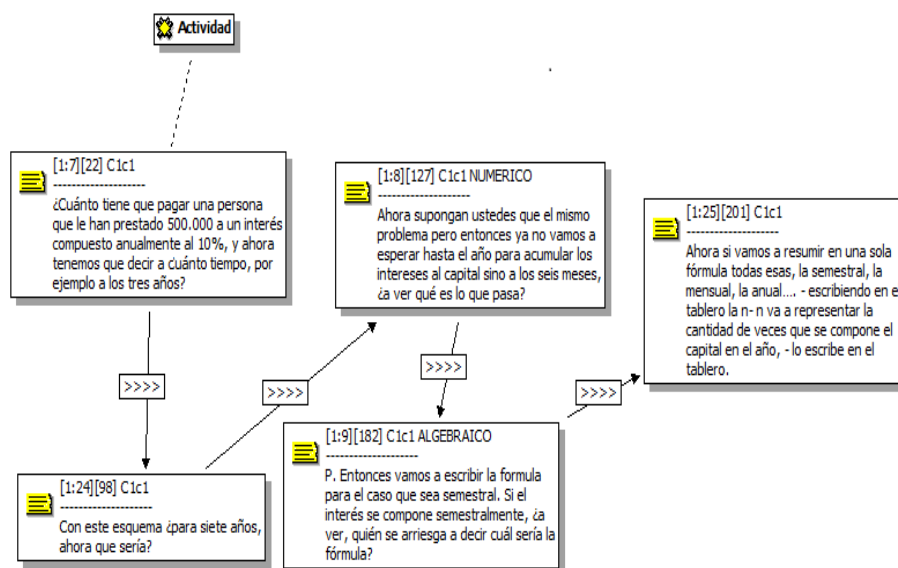 Actividad
[1:7][22] C1c1
--------------------
¿Cuánto tiene que pagar una persona
que le han prestado 500.000 a un interés
compuesto anualmente al 10%, y ahora
tenemos que decir a cuánto tiempo, por
ejemplo a los tres años?
>>>>
[1:24][98] C1c1
--------------------
Con este esquema ¿para siete años,
ahora que sería?
>>>>
[1:8][127] C1c1 NUMERICO
--------------------
Ahora supongan ustedes que el mismo
problema pero entonces ya no vamos a
esperar hasta el año para acumular los
intereses al capital sino a los seis meses,
¿a ver qué es lo que pasa?
>>>>
[1:9][182] C1c1 ALGEBRAICO
--------------------
P. Entonces vamos a escribir la formula
para el caso que sea semestral. Si el
interés se compone semestralmente, ¿a
ver, quién se arriesga a decir cuál sería la
fórmula?
>>>>
[1:25][201] C1c1
--------------------
Ahora si vamos a resumir en una sola
fórmula todas esas, la semestral, la
mensual, la anual.... - escribiendo en e
tablero la n- n va a representar la
cantidad de veces que se compone el
capital en el año, - lo escribe en el
tablero.